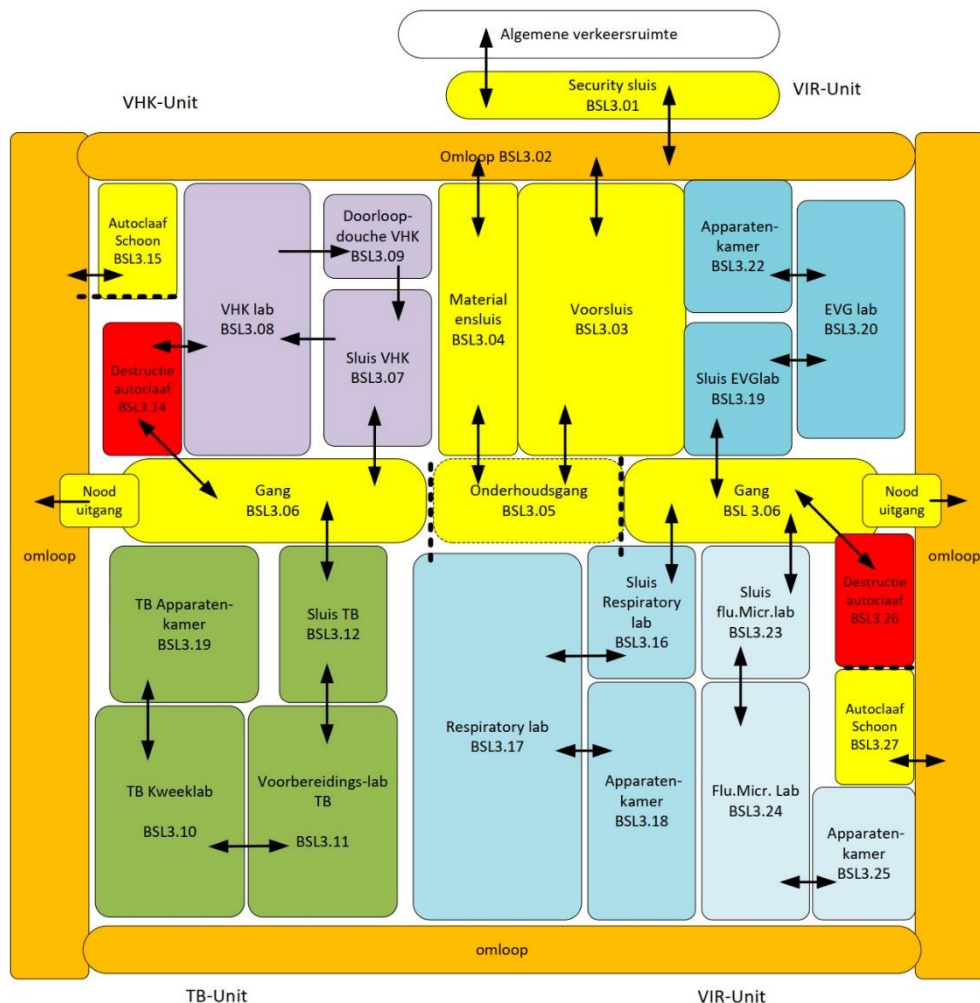 Algemene verkeersruimte
Security sluis
BSL3.01
VHK-Unit
VIR-Unit
Omloop BSL3.02
Autoclaaf
Schoon
BSL3.15
VHK lab
BSL3.08
Doorloop-
douche VHK
BSL3.09
Sluis VHK
BSL3.07
Material
ensluis
BSL3.04
Voorsluis
BSL3.03
Apparaten-
kamer
BSL3.22
EVG lab
BSL3.20
Sluis EVGlab
BSL3.19
Destructie
autoclaaf
BSL3.14
Nood
uitgang
Gang
BSL3.06
Onderhoudsgang
BSL3.05
Gang
BSL 3.06
Nood
uitgang
omloop
omloop
TB Apparaten-
kamer
BSL3.19
Sluis TB
BSL3.12
Sluis
Respiratory
lab
BSL3.16
Sluis
flu.Micr.lab
BSL3.23
Destructie
autoclaaf
BSL3.26
TB Kweeklab
BSL3.10
Voorbereidings-lab
TB
BSL3.11
Respiratory lab
BSL3.17
Apparaten-
kamer
BSL3.18
Flu.Micr. Lab
BSL3.24
Autoclaaf
Schoon
BSL3.27
Apparaten-
kamer
BSL3.25
omloop
TB-Unit
VIR-Unit